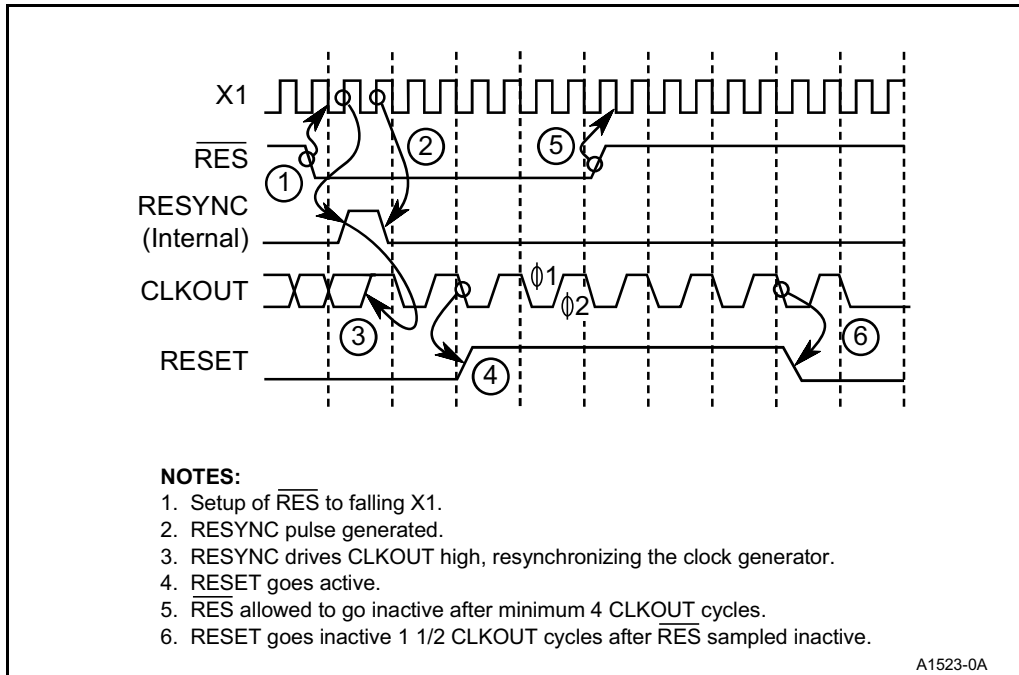 X1
RES
RESYNC
(Internal)
CLKOUT
RESET
1
2
5
ϕ1
ϕ2
3
4
6
NOTES:
1. Setup of RES to falling X1.
2. RESYNC pulse generated.
3. RESYNC drives CLKOUT high, resynchronizing the clock generator.
4. RESET goes active.
5. RES allowed to go inactive after minimum 4 CLKOUT cycles.
6. RESET goes inactive 1 1/2 CLKOUT cycles after RES sampled inactive.
A1523-0A